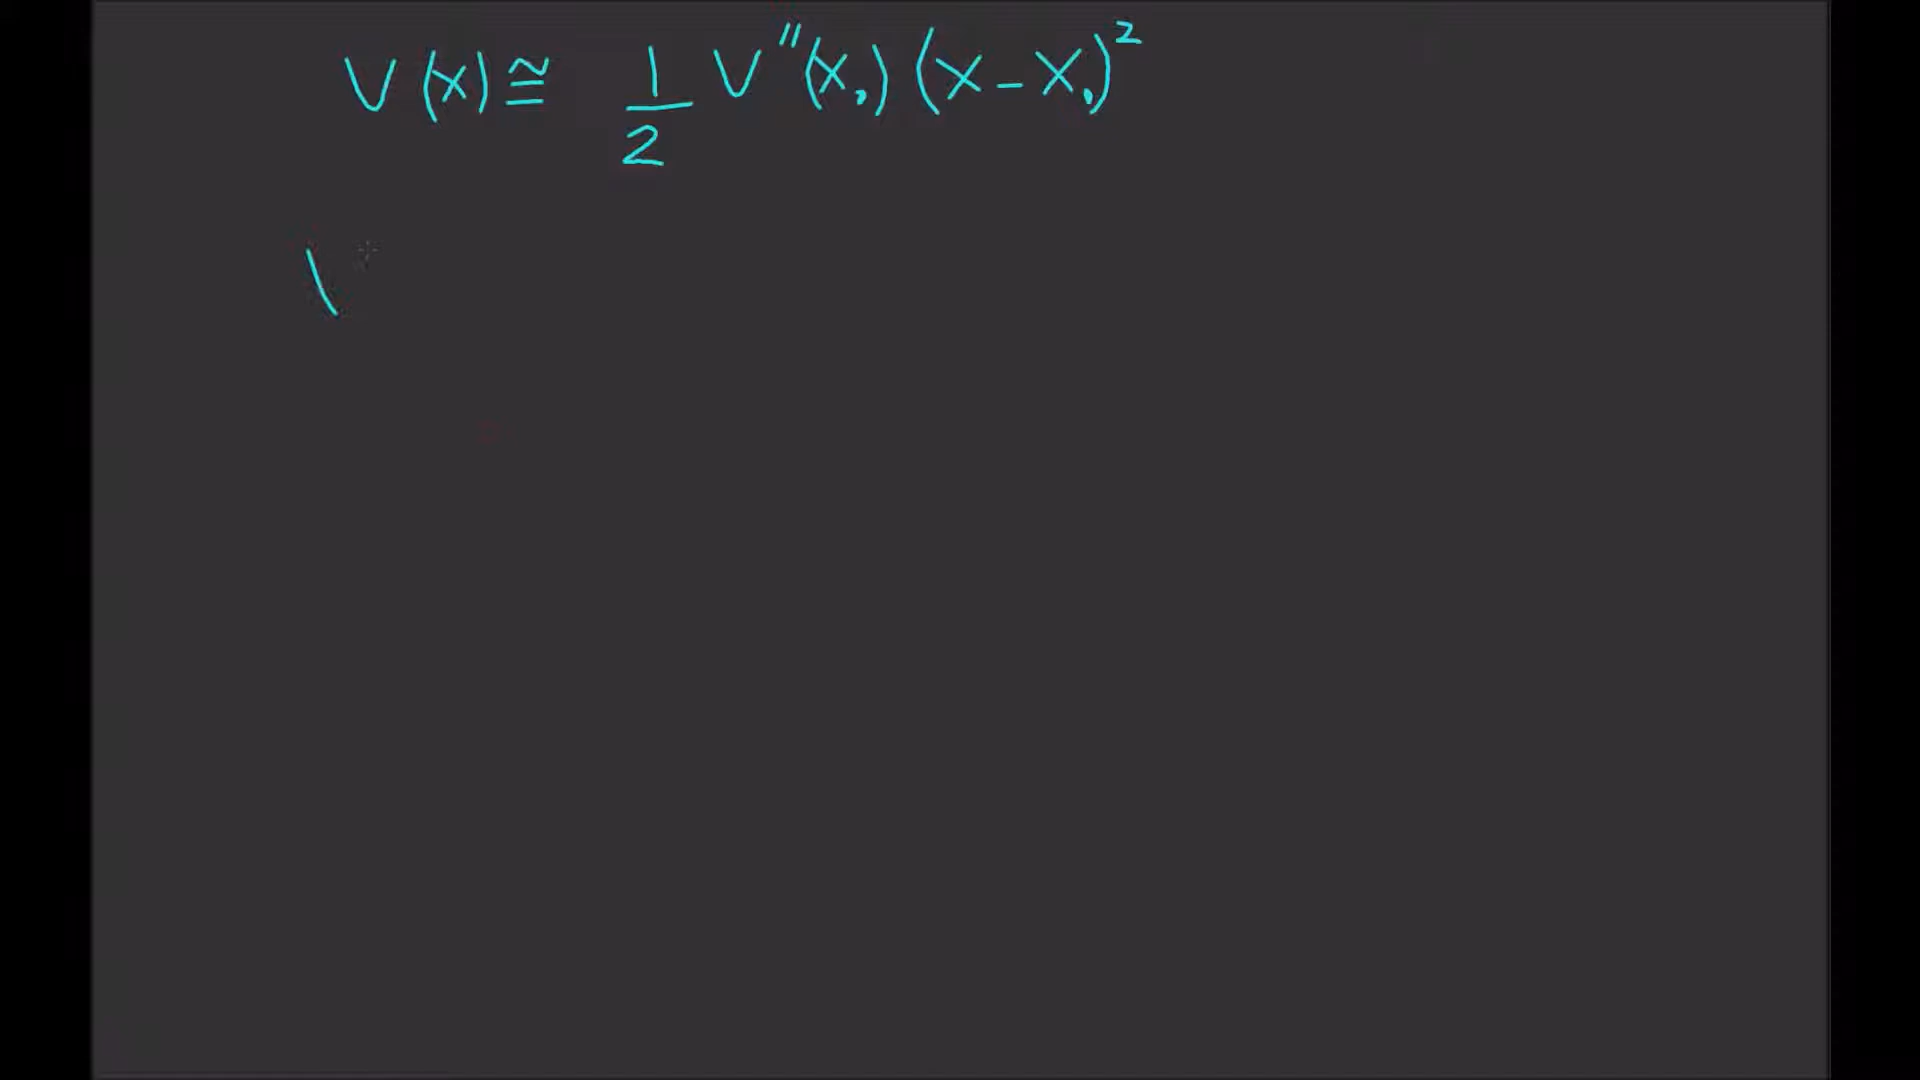 V(x) ≅ 1/2 V''(x₀)(x - x₀)²
\